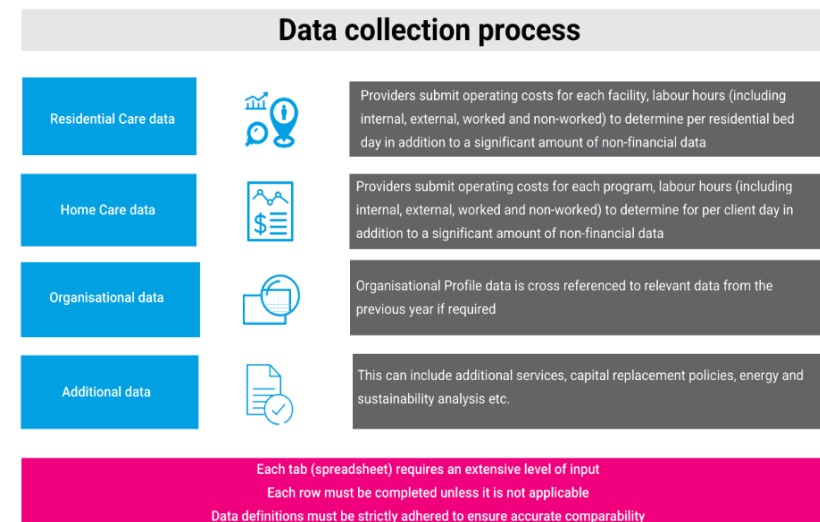 Data collection process
Residential Care data
Providers submit operating costs for each facility, labour hours (including
internal, external, worked and non-worked) to determine per residential bed
day in addition to a significant amount of non-financial data
Home Care data
Providers submit operating costs for each program, labour hours (including
internal, external, worked and non-worked) to determine for per client day in
addition to a significant amount of non-financial data
Organisational data
Organisational Profile data is cross referenced to relevant data from the
previous year if required
Additional data
This can include additional services, capital replacement policies, energy and
sustainability analysis etc.
Each tab (spreadsheet) requires an extensive level of input
Each row must be completed unless it is not applicable
Data definitions must be strictly adhered to ensure accurate comparability